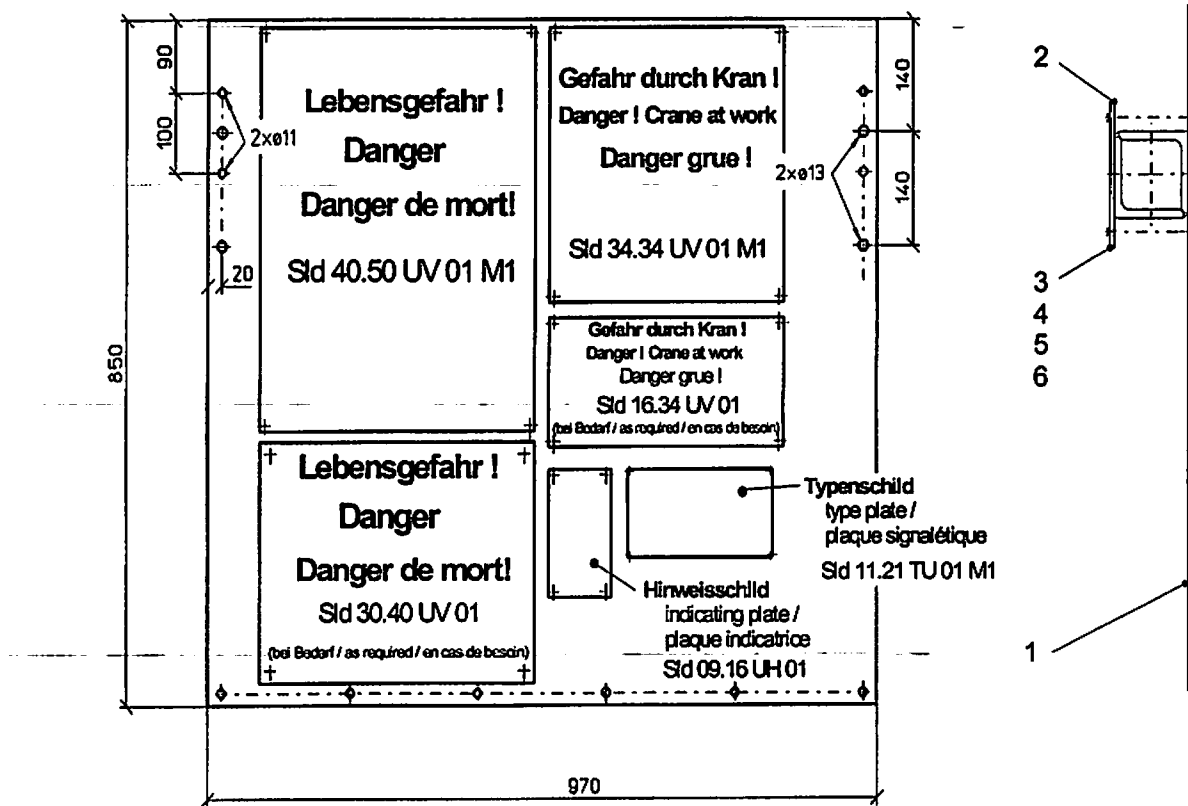 90
100
2xø11
20
850
970
Lebensgefahr !
Danger
Danger de mort!
Sld 40.50 UV 01 M1
Gefahr durch Kran !
Danger ! Crane at work
Danger grue !
Sld 34.34 UV 01 M1
2xø13
140
140
Gefahr durch Kran !
Danger ! Crane at work
Danger grue !
Sld 16.34 UV 01
(bei Bedarf / as required / en cas de besoin)
Lebensgefahr !
Danger
Danger de mort!
Sld 30.40 UV 01
(bei Bedarf / as required / en cas de besoin)
Typenschild
type plate /
plaque signalétique
Sld 11.21 TU 01 M1
Hinweisschild
indicating plate /
plaque indicatrice
Sld 09.16 UH 01
2
3
4
5
6
1